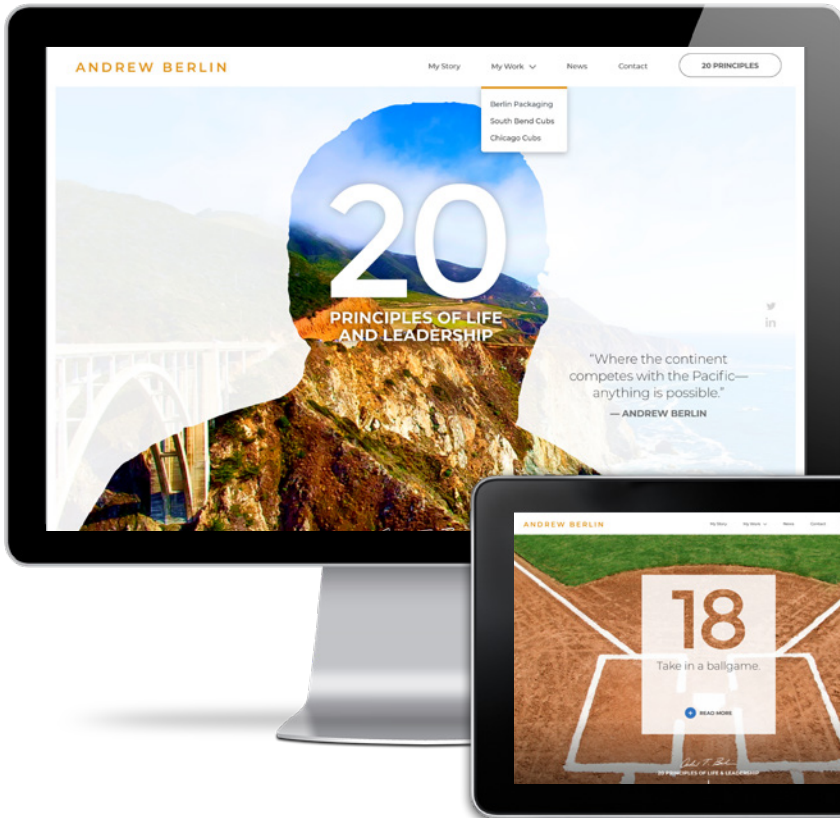 ANDREW BERLIN
My Story My Work News Contact 20 PRINCIPLES
Berlin Packaging
South Bend Cubs
Chicago Cubs
20
PRINCIPLES OF LIFE
AND LEADERSHIP
in
“Where the continent
competes with the Pacific—
anything is possible.”
— ANDREW BERLIN
ANDREW BERLIN
My Story My Work News Contact
18
Take in a ballgame.
READ MORE
20 PRINCIPLES OF LIFE & LEADERSHIP